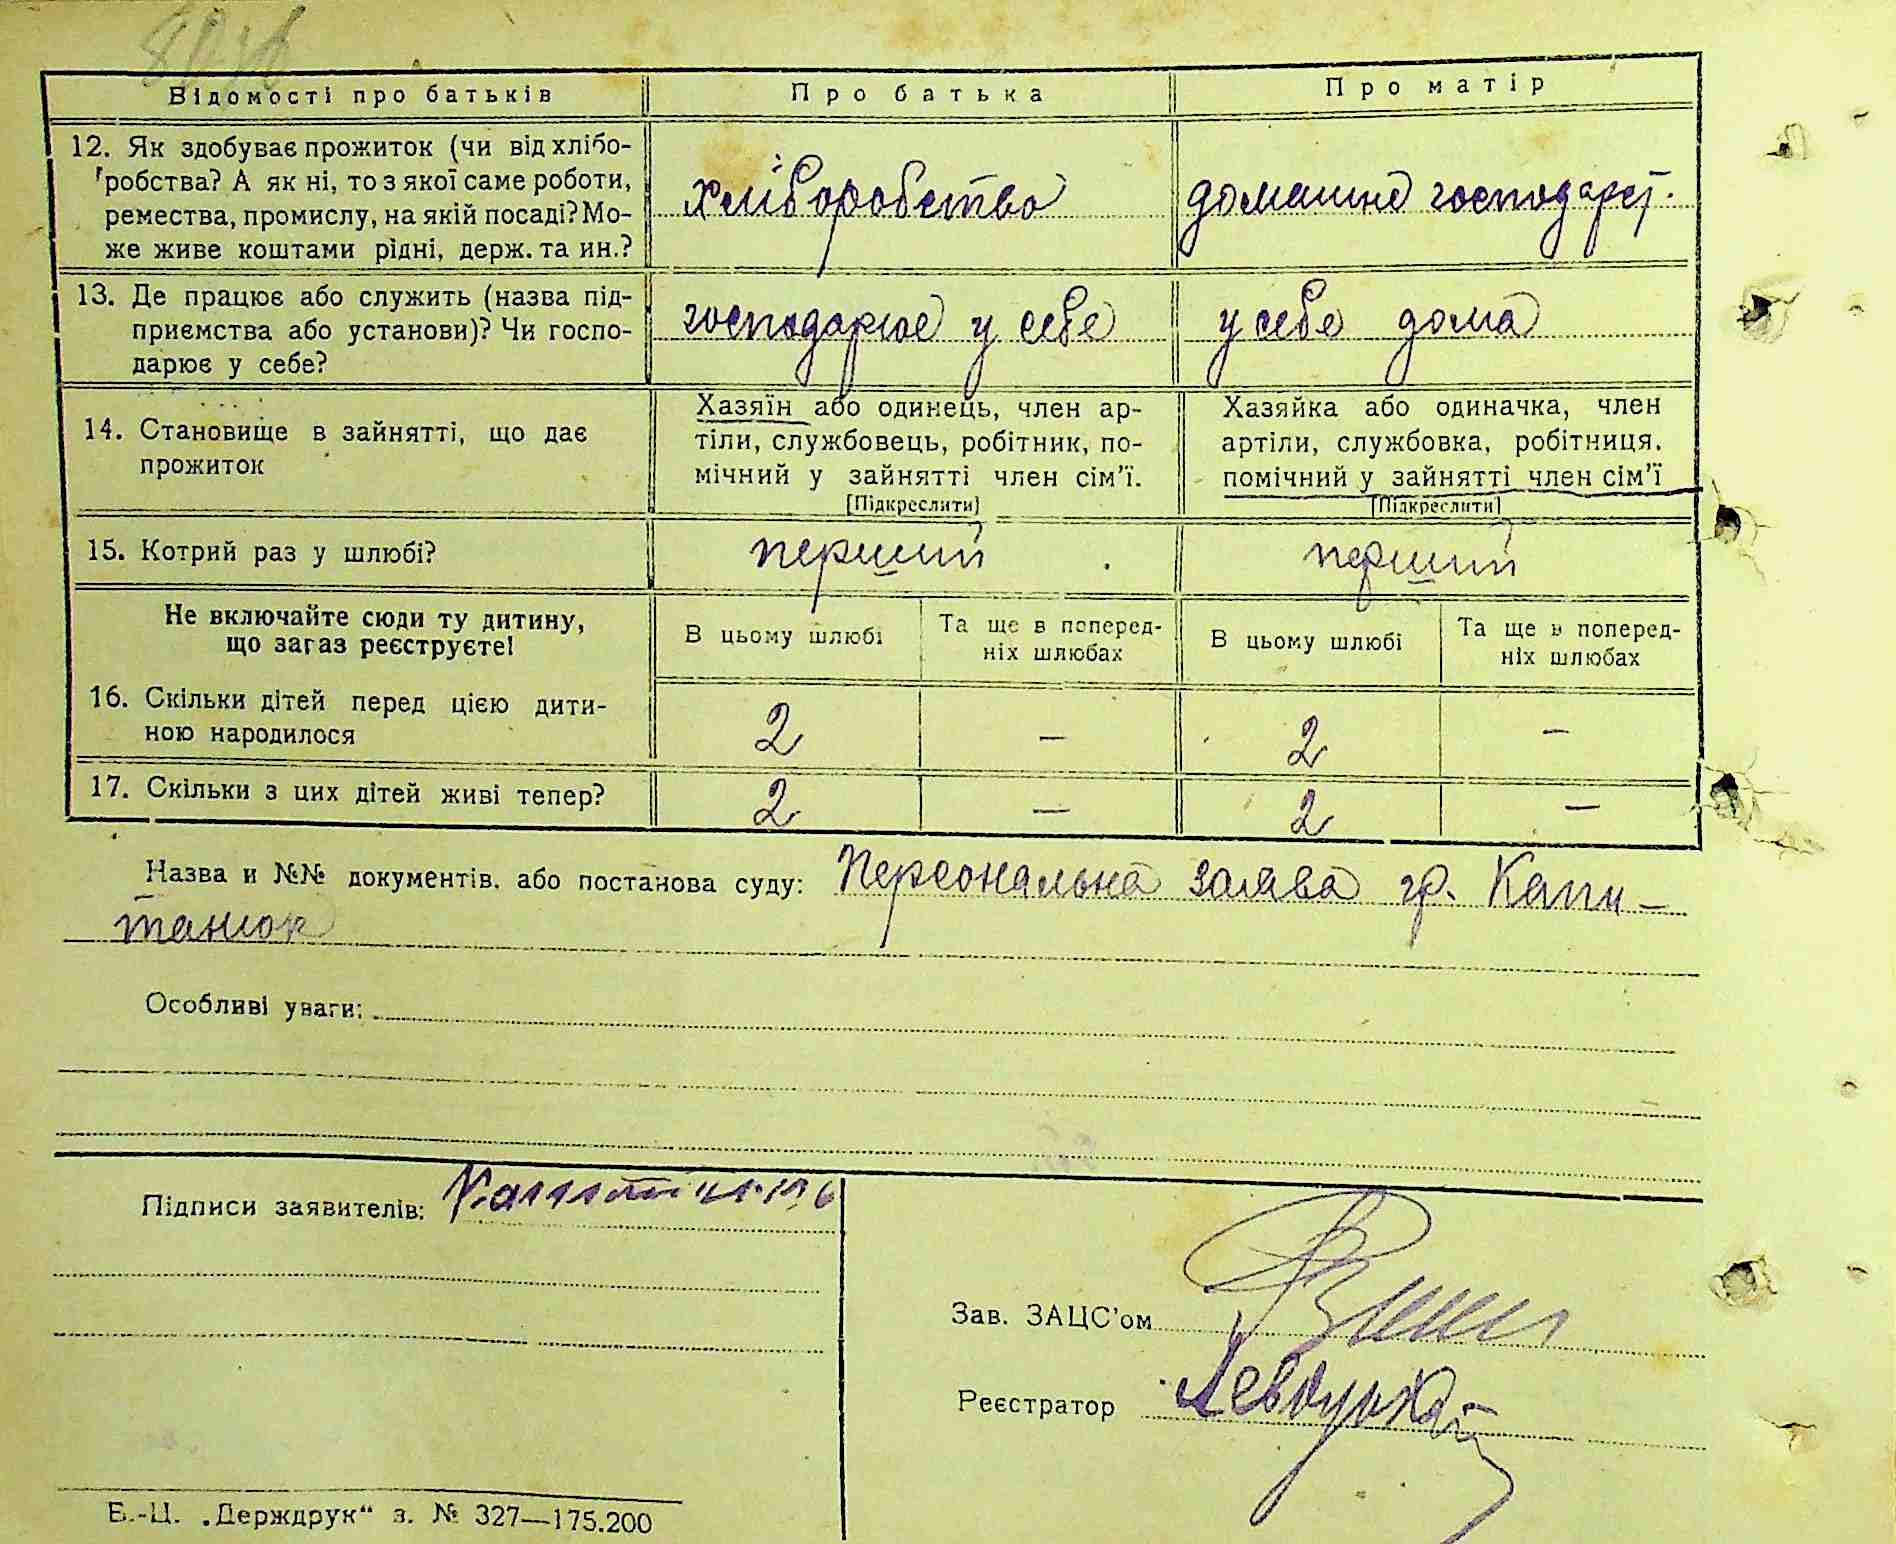 Відомості про батьків
Про батька
Про матір
12. Як здобуває прожиток (чи від хлібо-
робства? А як ні, то з якої саме роботи,
ремества, промислу, на якій посаді? Мо-
же живе коштами рідні, держ. та ин.?
хліборобство
домашнє господарст.
13. Де працює або служить (назва під-
приємства або установи)? Чи госпо-
дарює у себе?
господарює у себе
у себе дома
14. Становище в зайнятті, що дає
прожиток
Хазяїн або одинець, член ар-
тіли, службовець, робітник, по-
мічний у зайнятті член сім'ї.
[Підкреслити]
Хазяйка або одиначка, член
артіли, службовка, робітниця.
помічний у зайнятті член сім'ї
[Підкреслити]
15. Котрий раз у шлюбі?
перший
перший
Не включайте сюди ту дитину,
що загаз реєструєте!
В цьому шлюбі
Та ще в поперед-
ніх шлюбах
В цьому шлюбі
Та ще в поперед-
ніх шлюбах
16. Скільки дітей перед цією дити-
ною народилося
2
—
2
—
17. Скільки з цих дітей живі тепер?
2
—
2
—
Назва и №№ документів. або постанова суду: Персональна заява гр. Капи-
танюк
Особливі уваги:
Підписи заявителів:
Зав. ЗАЦС'ом
Реєстратор
Б.-Ц. „Держдрук“ з. № 327—175.200